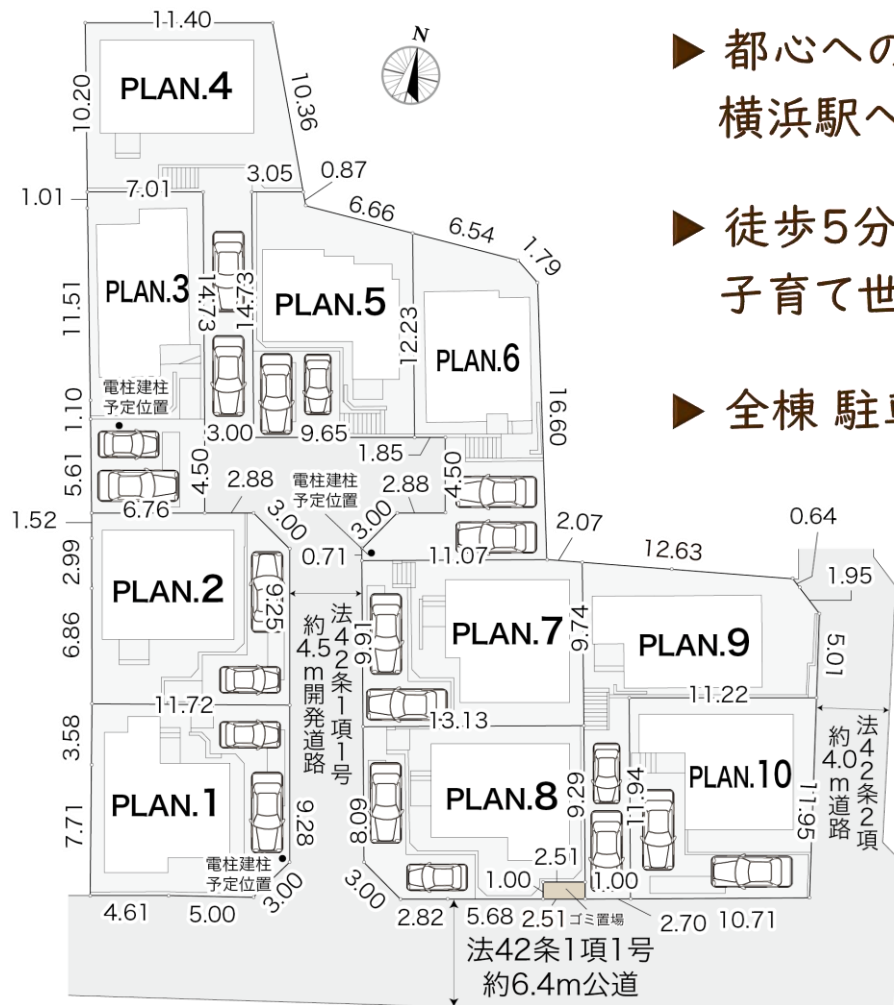 11.40
N
PLAN.4
10.20
10.36
3.05
0.87
1.01
7.01
6.66
6.54
1.79
PLAN.3
11.51
14.73
14.73
PLAN.5
12.23
PLAN.6
19.60
電柱建柱
予定位置
1.10
3.00
9.65
1.85
5.61
4.50
2.88
電柱建柱
予定位置
2.88
4.50
6.76
1.52
3.00
3.00
0.71
11.07
2.07
12.63
0.64
1.95
2.99
PLAN.2
9.25
6.86
法42条1項1号
約4.5m開発道路
9.91
PLAN.7
9.74
PLAN.9
5.01
11.72
13.13
11.22
3.58
PLAN.1
7.71
9.28
8.09
PLAN.8
9.29
11.94
PLAN.10
11.95
法42条2項
約4.0m道路
電柱建柱
予定位置
3.00
3.00
2.51
1.00
1.00
4.61
5.00
2.82
5.68
2.51
ゴミ置場
2.70
10.71
法42条1項1号
約6.4m公道
▶ 都心への
横浜駅へ
▶ 徒歩5分
子育て世
▶ 全棟 駐車